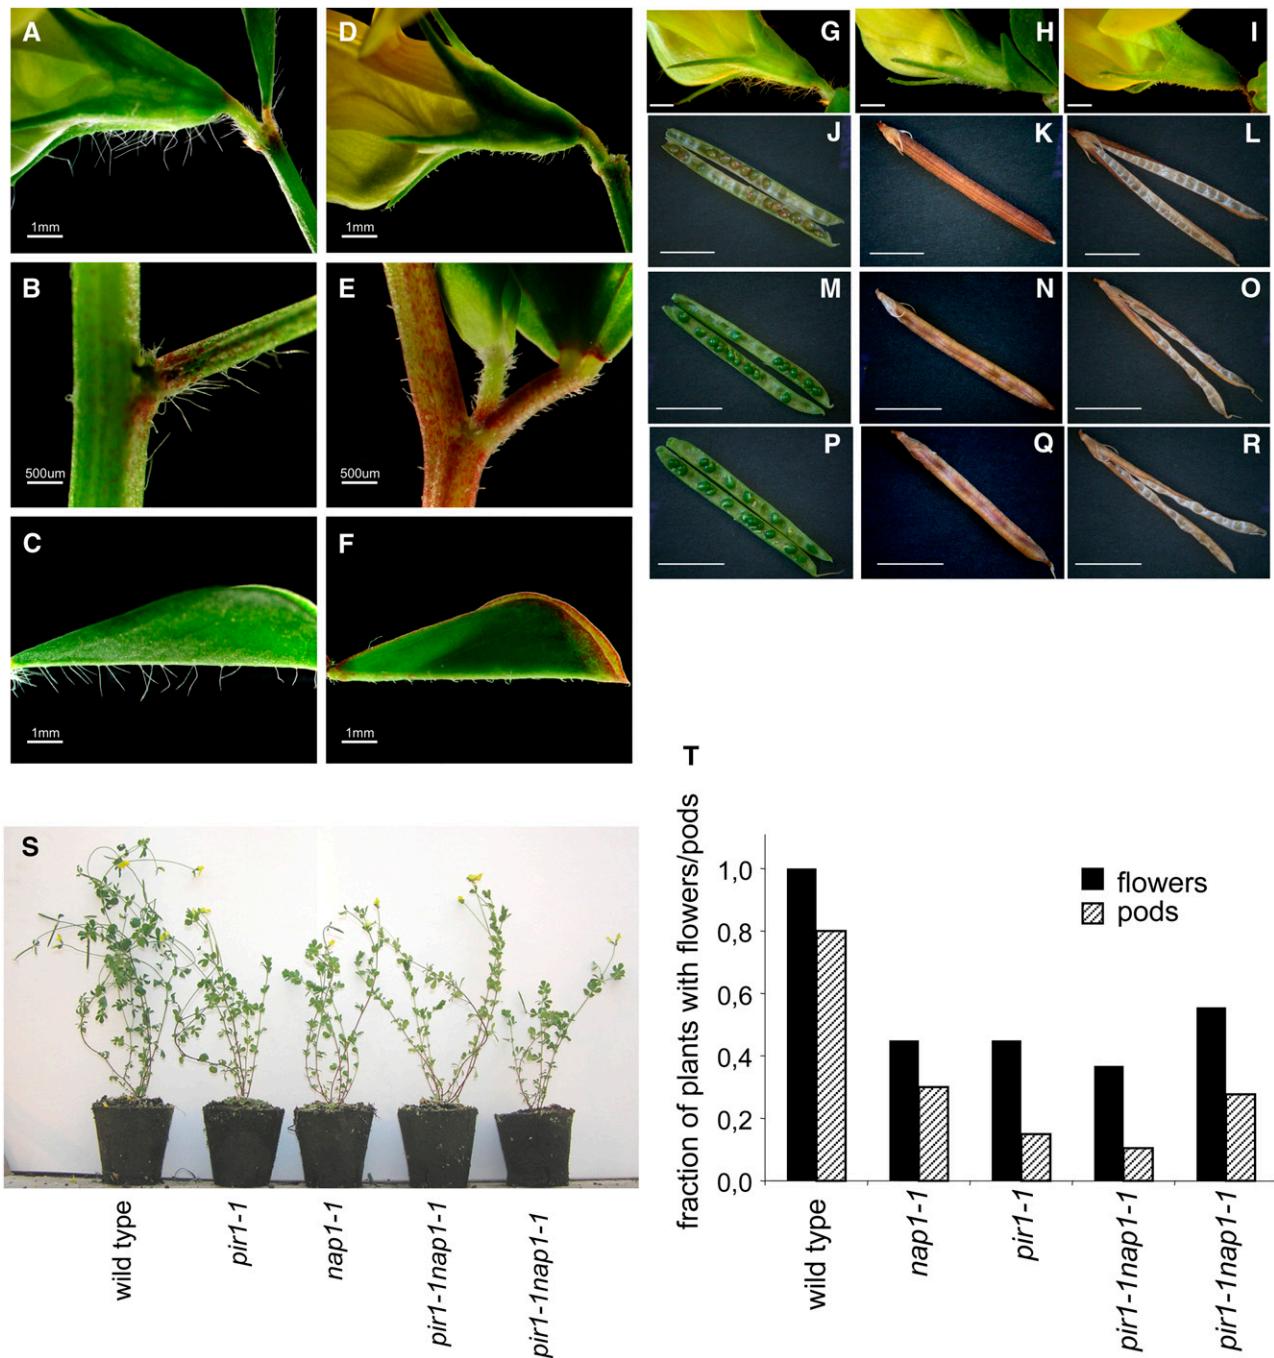 A
D
G
H
I
1mm
1mm
J
K
L
B
E
M
N
O
500um
500um
P
Q
R
C
F
1mm
1mm
S
wild type
pir1-1
nap1-1
pir1-1nap1-1
pir1-1nap1-1
T
fraction of plants with flowers/pods
1,0
0,8
0,6
0,4
0,2
0,0
flowers
pods
wild type
nap1-1
pir1-1
pir1-1nap1-1
pir1-1nap1-1